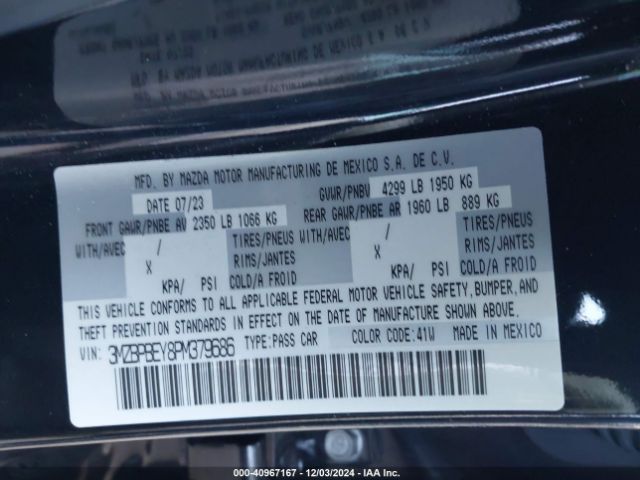 MFD. BY MAZDA MOTOR MANUFACTURING DE MEXICO S.A. DE C.V.
DATE 07/23 GVWR/PNBV 4299 LB 1950 KG
FRONT GAWR/PNBE AV 2350 LB 1066 KG REAR GAWR/PNBE AR 1960 LB 889 KG
WITH/AVEC / TIRES/PNEUS WITH/AVEC / TIRES/PNEUS
X RIMS/JANTES X RIMS/JANTES
KPA/ PSI COLD/A FROID KPA/ PSI COLD/A FROID
THIS VEHICLE CONFORMS TO ALL APPLICABLE FEDERAL MOTOR VEHICLE SAFETY, BUMPER, AND
THEFT PREVENTION STANDARDS IN EFFECT ON THE DATE OF MANUFACTURE SHOWN ABOVE.
VIN: 3MZBPBEY8PM379686 TYPE:PASS CAR COLOR CODE:41W MADE IN MEXICO
000-40967167 • 12/03/2024 • IAA Inc.